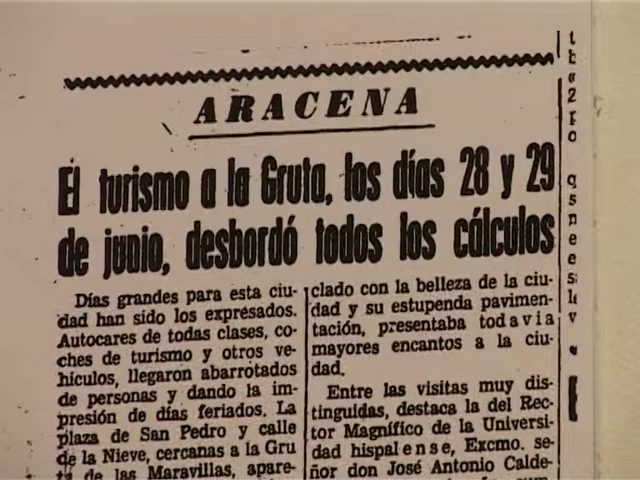 ARACENA
El turismo a la Gruta, los días 28 y 29
de junio, desbordó todos los cálculos
Días grandes para esta ciu-
dad han sido los expresados.
Autocares de todas clases, co-
ches de turismo y otros ve-
hículos, llegaron abarrotados
de personas y dando la im-
presión de días feriados. La
plaza de San Pedro y calle
de la Nieve, cercanas a la Gru
ta de las Maravillas, apare-
clado con la belleza de la ciu-
dad y su estupenda pavimen-
tación, presentaba todavia
mayores encantos a la ciu-
dad.
Entre las visitas muy dis-
tinguidas, destaca la del Rec-
tor Magnífico de la Universi-
dad hispalense, Excmo. se-
ñor don José Antonio Calde-